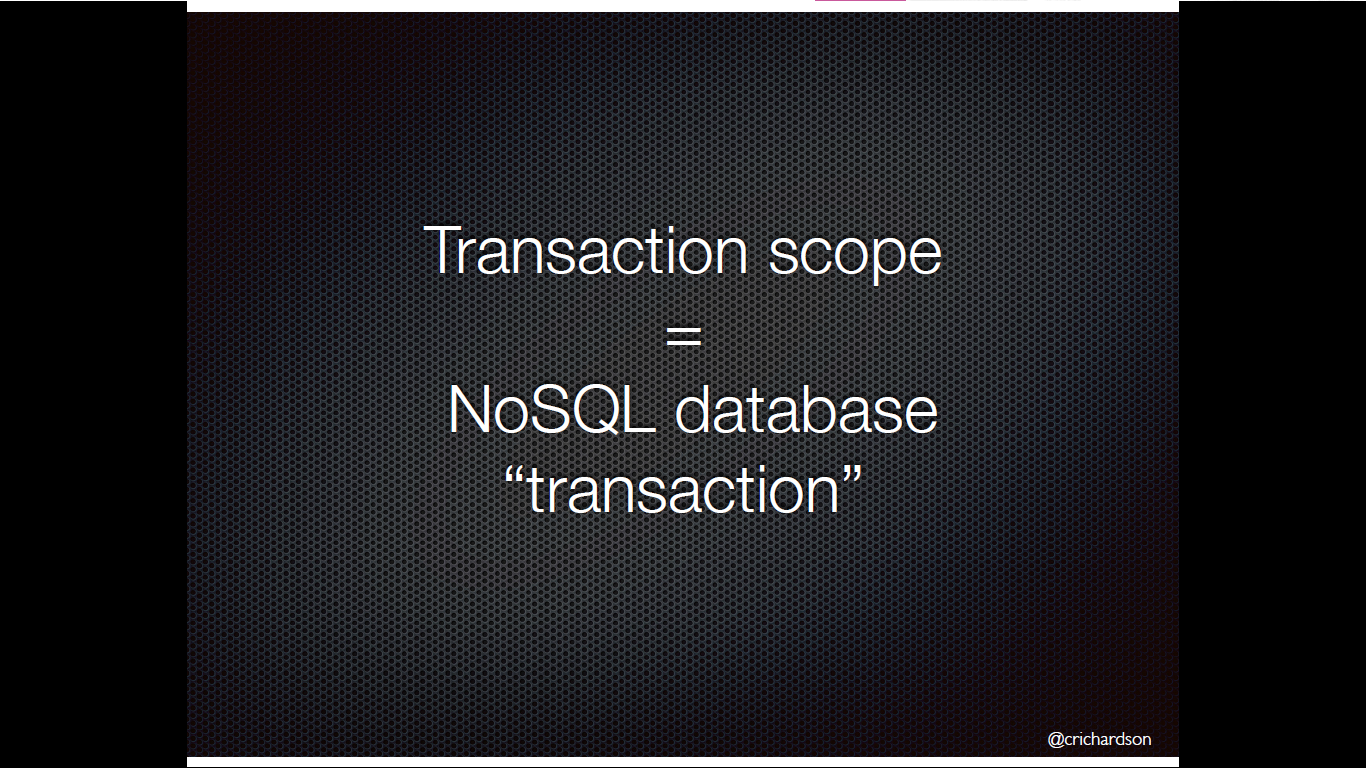 Transaction scope
=
NoSQL database
“transaction”
@crichardson